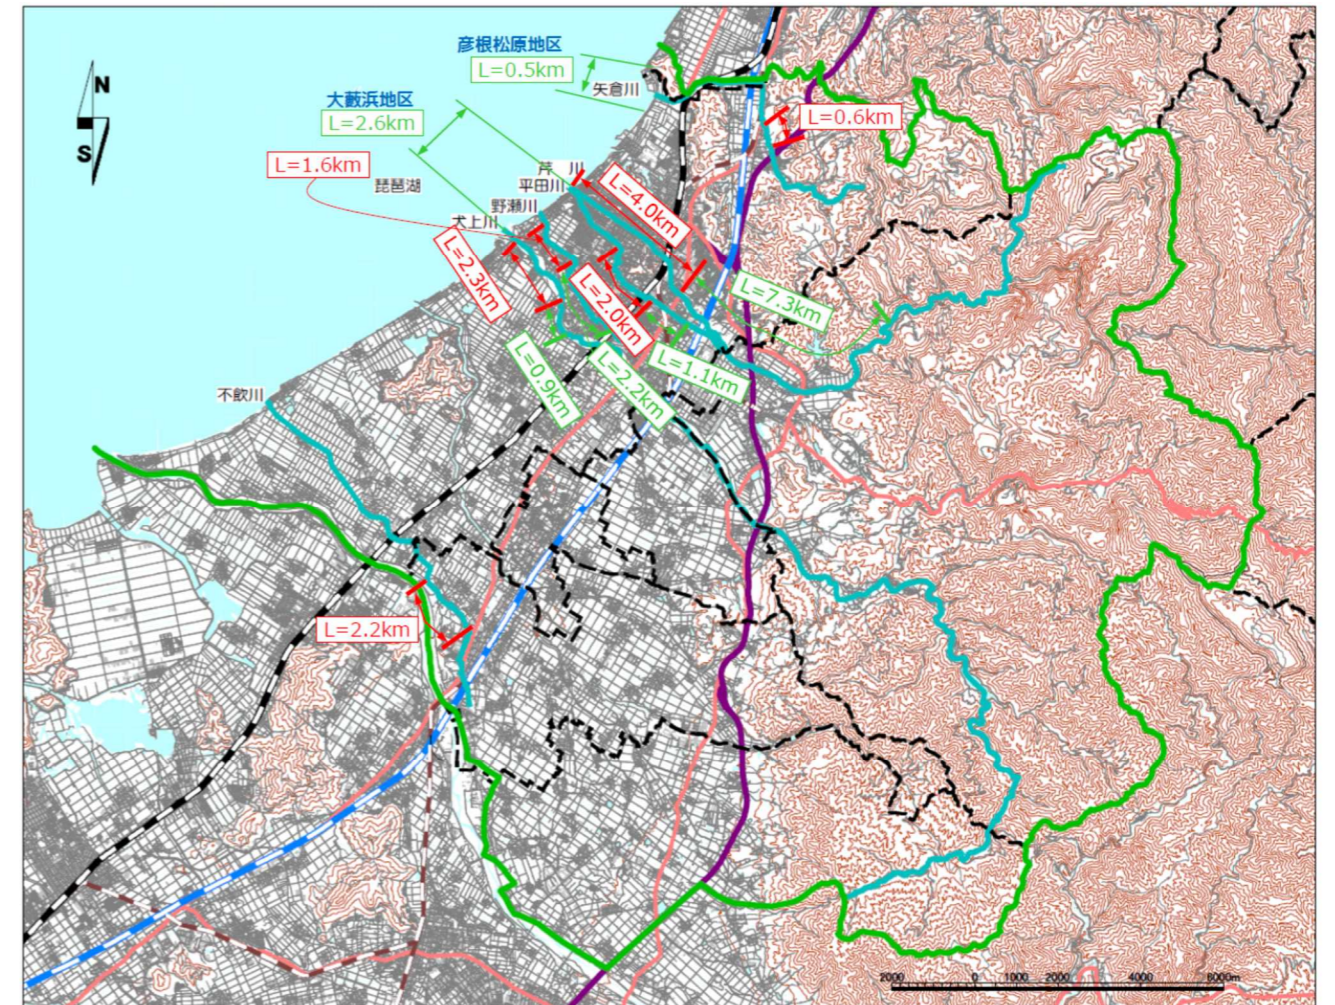 N
S
彦根松原地区
L=0.5km
矢倉川
大藪浜地区
L=2.6km
L=0.6km
L=1.6km
琵琶湖
芹 川
平田川
野瀬川
犬上川
L=4.0km
L=2.3km
L=2.0km
L=7.3km
L=0.9km
L=2.2km
L=1.1km
不飲川
L=2.2km
2000 0 1000 2000 4000 6000m